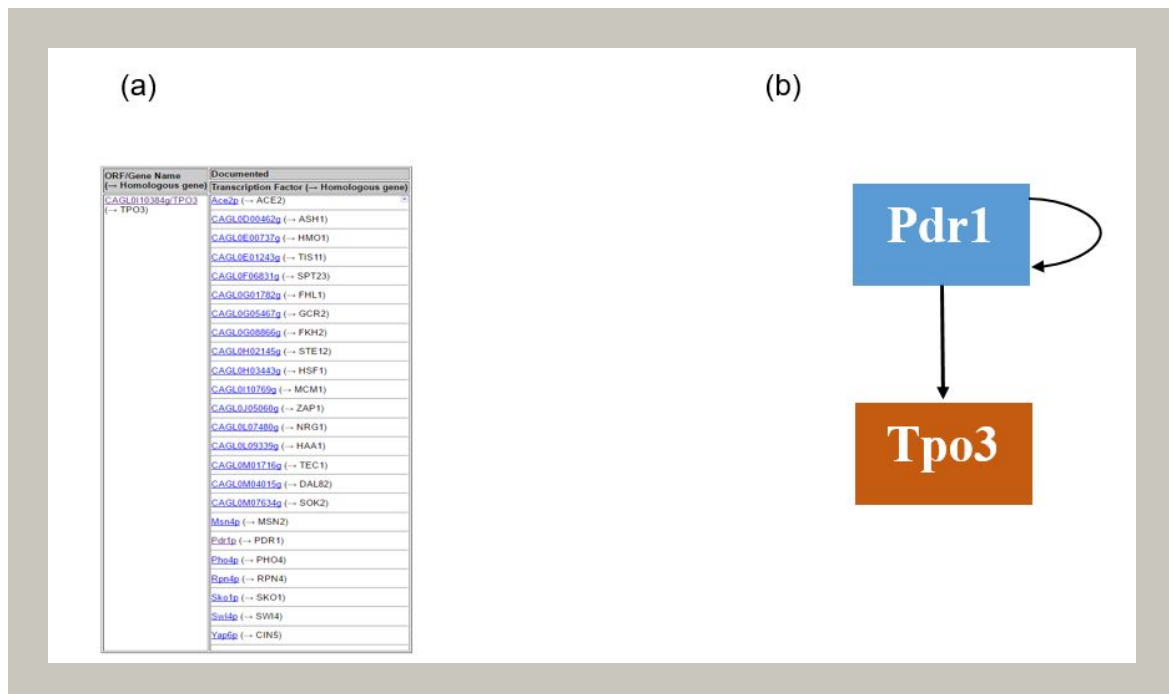 (a)
(b)
ORF/Gene Name
(→ Homologous gene)
Documented
Transcription Factor (→ Homologous gene)
CAGL0I10384g/TPO3
(→ TPO3)
Ace2p (→ ACE2)
CAGL0D00462g (→ ASH1)
CAGL0E00737g (→ HMO1)
CAGL0E01243g (→ TIS11)
CAGL0F06831g (→ SPT23)
CAGL0G01782g (→ FHL1)
CAGL0G05467g (→ GCR2)
CAGL0G08866g (→ FKH2)
CAGL0H02145g (→ STE12)
CAGL0H03443g (→ HSF1)
CAGL0I10769g (→ MCM1)
CAGL0J05060g (→ ZAP1)
CAGL0L07480g (→ NRG1)
CAGL0L09339g (→ HAA1)
CAGL0M01716g (→ TEC1)
CAGL0M04015g (→ DAL82)
CAGL0M07634g (→ SOK2)
Msn4p (→ MSN2)
Pdr1p (→ PDR1)
Pho4p (→ PHO4)
Rpn4p (→ RPN4)
Sko1p (→ SKO1)
Swi4p (→ SWI4)
Yap6p (→ CIN5)
Pdr1
Tpo3